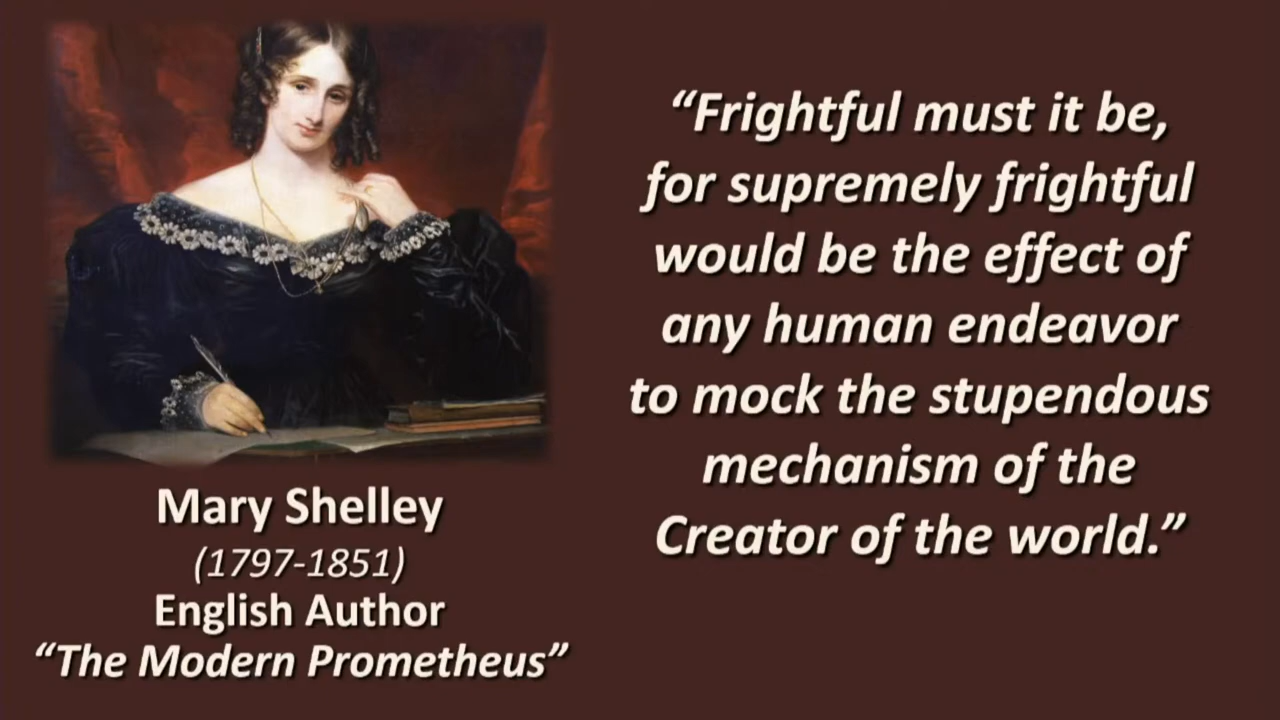 Mary Shelley
(1797-1851)
English Author
“The Modern Prometheus”
“Frightful must it be,
for supremely frightful
would be the effect of
any human endeavor
to mock the stupendous
mechanism of the
Creator of the world.”